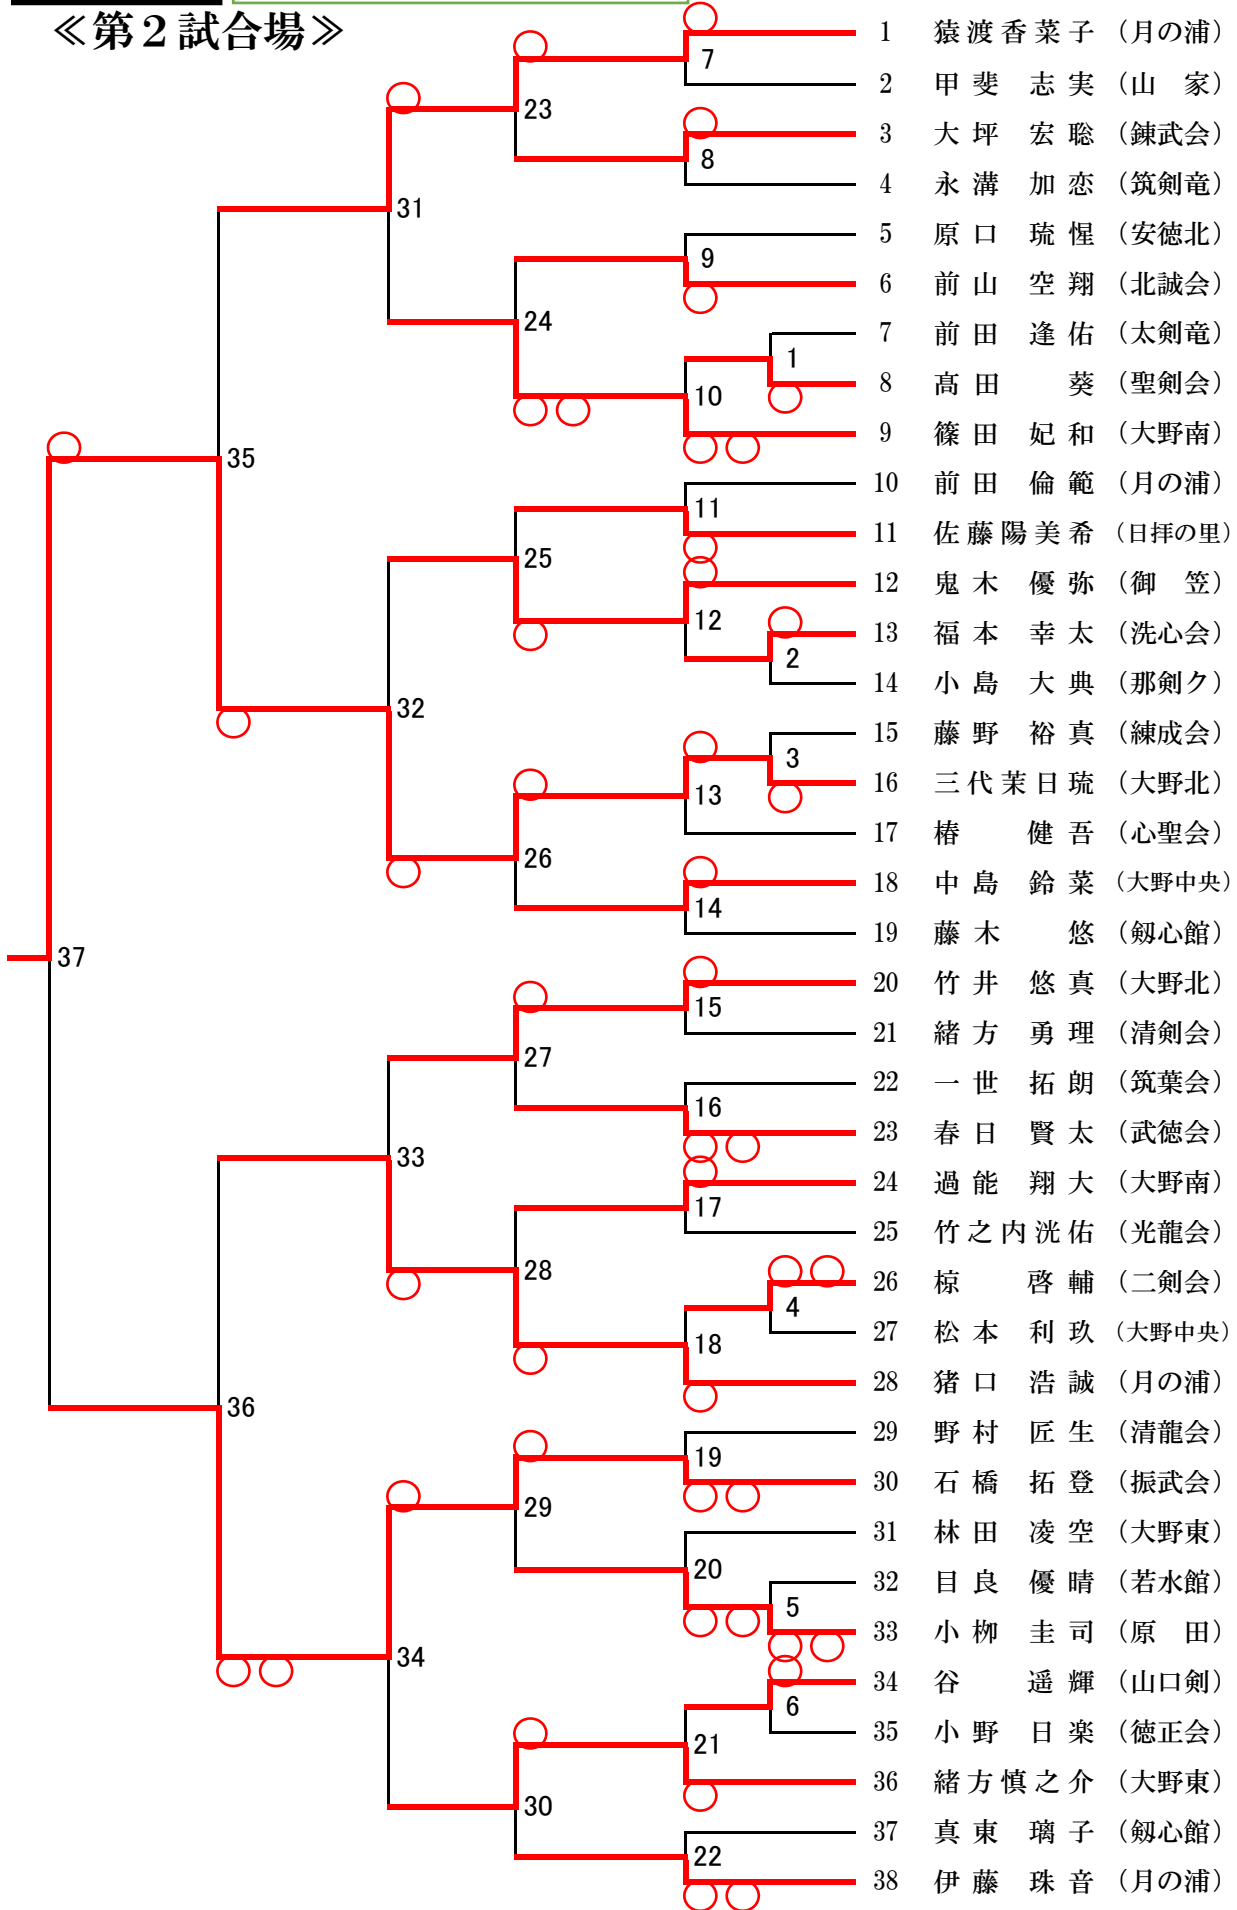 ≪第２試合場≫
1 猿渡香菜子 （月の浦）
7
2 甲斐 志実 （山 家）
23
3 大坪 宏聡 （錬武会）
8
4 永溝 加恋 （筑剣竜）
31
5 原口 琉惺 （安徳北）
9
6 前山 空翔 （北誠会）
24
7 前田 逢佑 （太剣竜）
1
8 髙田 葵 （聖剣会）
10
9 篠田 妃和 （大野南）
35
10 前田 倫範 （月の浦）
11
11 佐藤陽美希 （日拝の里）
25
12 鬼木 優弥 （御 笠）
12
13 福本 幸太 （洗心会）
2
14 小島 大典 （那剣ク）
32
15 藤野 裕真 （練成会）
3
16 三代茉日琉 （大野北）
13
17 椿 健吾 （心聖会）
26
18 中島 鈴菜 （大野中央）
14
19 藤木 悠 （剱心館）
37
20 竹井 悠真 （大野北）
15
21 緒方 勇理 （清剣会）
27
22 一世 拓朗 （筑葉会）
16
23 春日 賢太 （武徳会）
33
24 過能 翔大 （大野南）
17
25 竹之内洸佑 （光龍会）
28
26 椋 啓輔 （二剣会）
4
27 松本 利玖 （大野中央）
18
28 猪口 浩誠 （月の浦）
36
29 野村 匠生 （清龍会）
19
30 石橋 拓登 （振武会）
29
31 林田 凌空 （大野東）
20
32 目良 優晴 （若水館）
5
33 小栁 圭司 （原 田）
34
34 谷 遥輝 （山口剣）
6
35 小野 日楽 （徳正会）
21
36 緒方慎之介 （大野東）
30
37 真東 璃子 （剱心館）
22
38 伊藤 珠音 （月の浦）